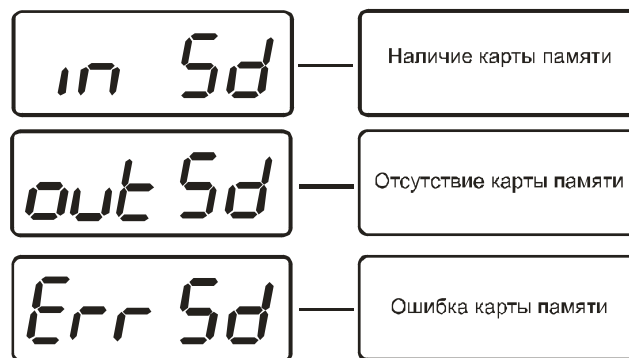 in Sd
Наличие карты памяти
out Sd
Отсутствие карты памяти
Err Sd
Ошибка карты памяти